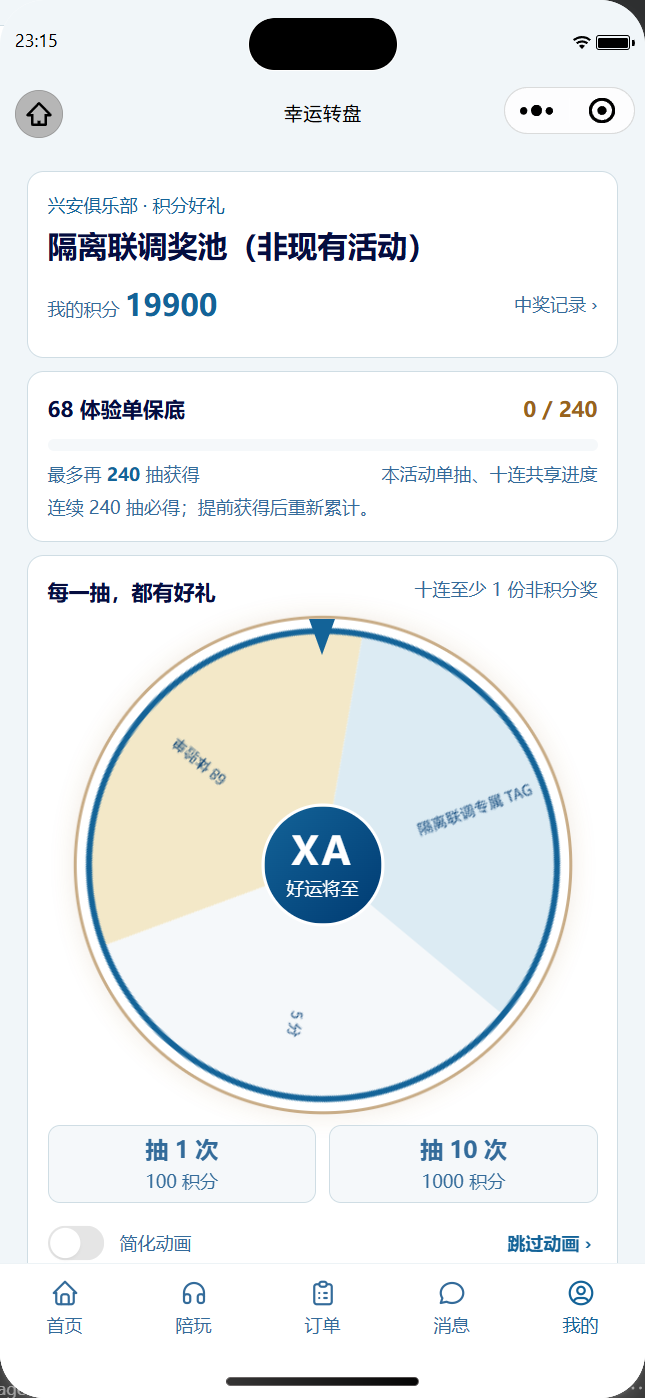 23:15
幸运转盘
兴安俱乐部 · 积分好礼
隔离联调奖池（非现有活动）
我的积分 19900
中奖记录 ›
68 体验单保底
0 / 240
最多再 240 抽获得
本活动单抽、十连共享进度
连续 240 抽必得；提前获得后重新累计。
每一抽，都有好礼
十连至少 1 份非积分奖
68 体验单
隔离联调专属 TAG
XA
好运将至
5 分
抽 1 次
100 积分
抽 10 次
1000 积分
简化动画
跳过动画 ›
首页
陪玩
订单
消息
我的